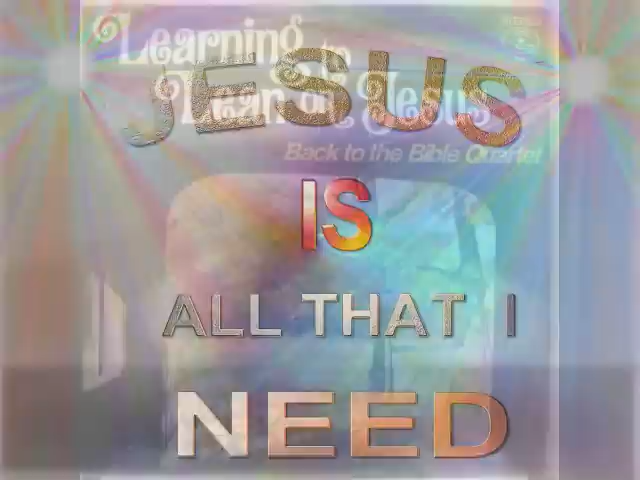 Learning to
Lean on Jesus
Back to the Bible Quartet
JESUS
IS
ALL THAT I
NEED